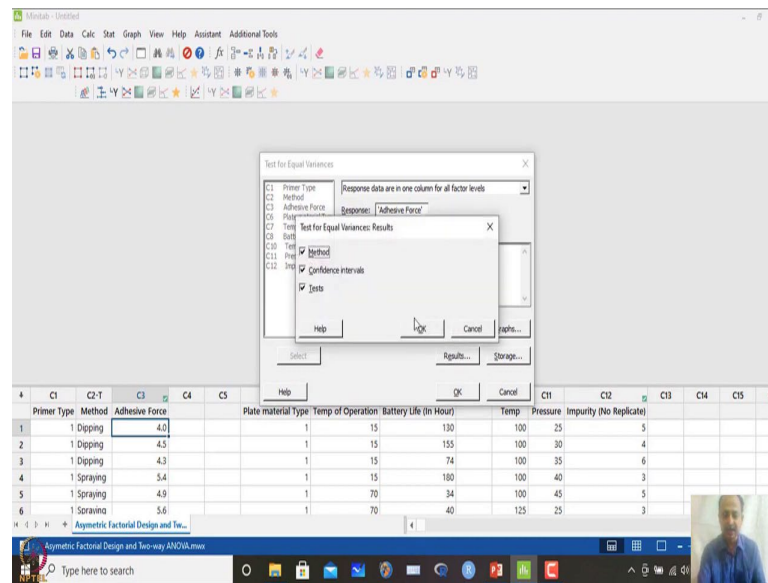 Minitab - Untitled
File Edit Data Calc Stat Graph View Help Assistant Additional Tools
Test for Equal Variances
C1 Primer Type
C2 Method
C3 Adhesive Force
C6
C7
C8
C10
C11
C12
Response data are in one column for all factor levels
Response: 'Adhesive Force'
Test for Equal Variances: Results
Method
Confidence intervals
Tests
Help OK Cancel
Select Results... Storage...
Help OK Cancel
C1 C2-T C3 C4 C5 C11 C12 C13 C14 C15
Primer Type Method Adhesive Force Plate material Type Temp of Operation Battery Life (In Hour) Temp Pressure Impurity (No Replicate)
1 1 Dipping 4.0 1 15 130 100 25 5
2 1 Dipping 4.5 1 15 155 100 30 4
3 1 Dipping 4.3 1 15 74 100 35 6
4 1 Spraying 5.4 1 15 180 100 40 3
5 1 Spraying 4.9 1 70 34 100 45 5
6 1 Spraying 5.6 1 70 40 125 25 3
Asymetric Factorial Design and Tw...
Asymetric Factorial Design and Two-way ANOVA.mwx
Type here to search
NPTEL